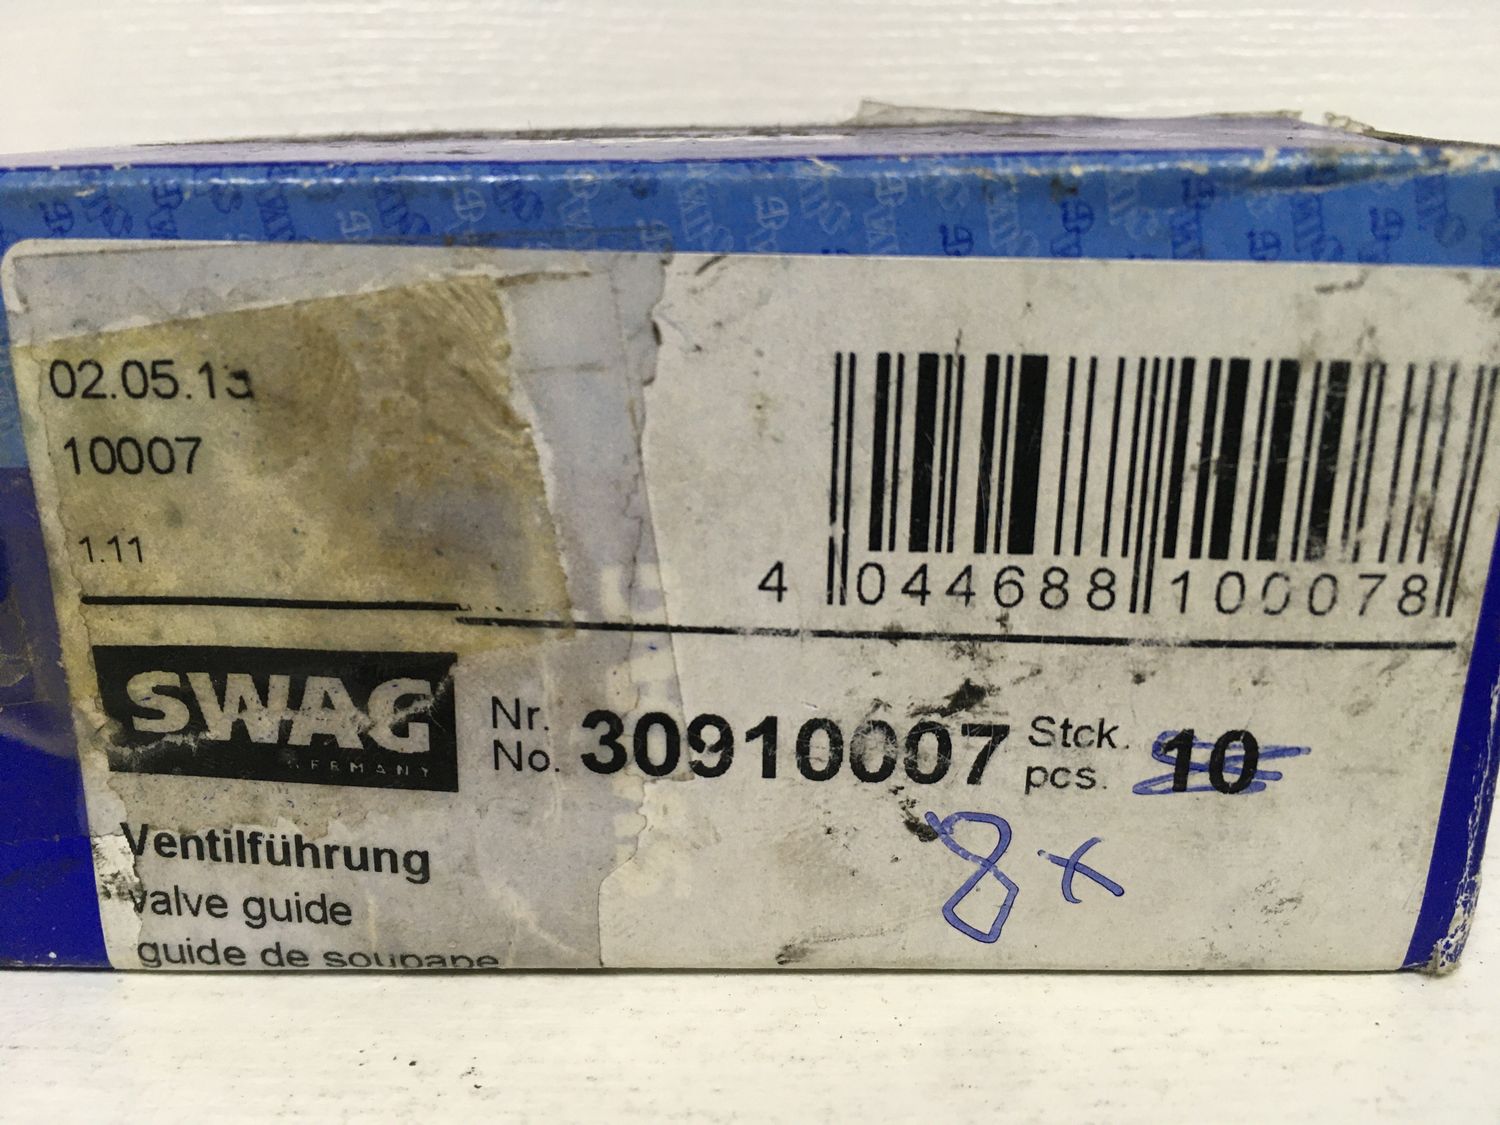 02.05.13
10007
1.11
4 044688 100078
SWAG
GERMANY
Nr. No. 30910007 Stck. pcs. 10
8x
Ventilführung
valve guide
guide de soupape